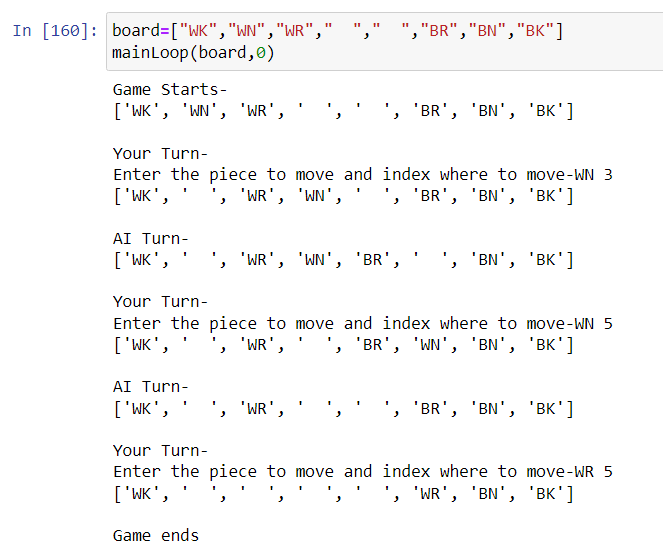 In [160]: board=["WK","WN","WR","  ","  ","BR","BN","BK"]
mainLoop(board,0)
Game Starts-
['WK', 'WN', 'WR', '  ', '  ', 'BR', 'BN', 'BK']
Your Turn-
Enter the piece to move and index where to move-WN 3
['WK', '  ', 'WR', 'WN', '  ', 'BR', 'BN', 'BK']
AI Turn-
['WK', '  ', 'WR', 'WN', 'BR', '  ', 'BN', 'BK']
Your Turn-
Enter the piece to move and index where to move-WN 5
['WK', '  ', 'WR', '  ', 'BR', 'WN', 'BN', 'BK']
AI Turn-
['WK', '  ', 'WR', '  ', '  ', 'BR', 'BN', 'BK']
Your Turn-
Enter the piece to move and index where to move-WR 5
['WK', '  ', '  ', '  ', '  ', 'WR', 'BN', 'BK']
Game ends